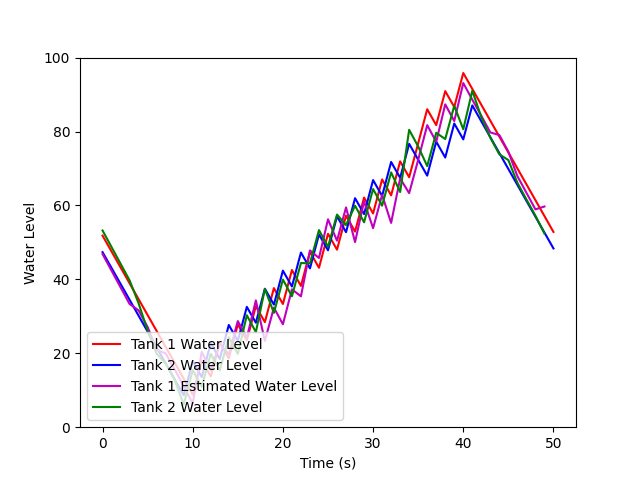 100
80
60
40
20
0
Water Level
Tank 1 Water Level
Tank 2 Water Level
Tank 1 Estimated Water Level
Tank 2 Water Level
0 10 20 30 40 50
Time (s)